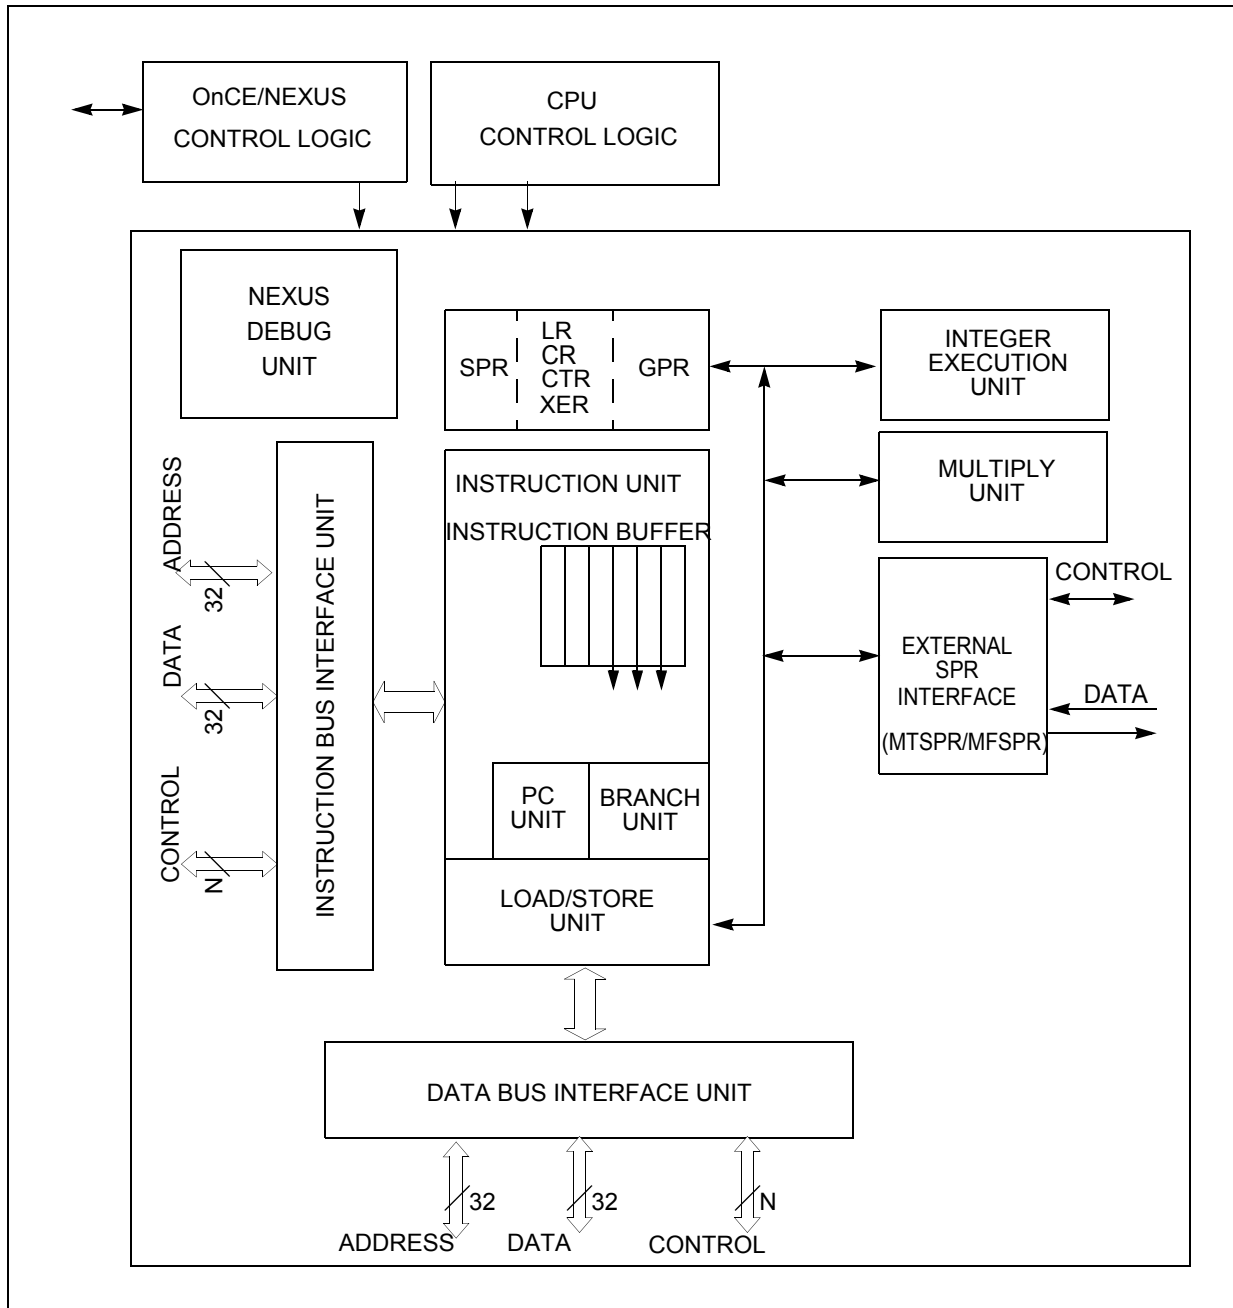 OnCE/NEXUS
CONTROL LOGIC
CPU
CONTROL LOGIC
NEXUS
DEBUG
UNIT
SPR
LR
CR
CTR
XER
GPR
INTEGER
EXECUTION
UNIT
MULTIPLY
UNIT
EXTERNAL
SPR
INTERFACE
(MTSPR/MFSPR)
CONTROL
DATA
INSTRUCTION UNIT
INSTRUCTION BUFFER
PC
UNIT
BRANCH
UNIT
LOAD/STORE
UNIT
INSTRUCTION BUS INTERFACE UNIT
ADDRESS
32
DATA
32
CONTROL
N
DATA BUS INTERFACE UNIT
32
32
N
ADDRESS
DATA
CONTROL